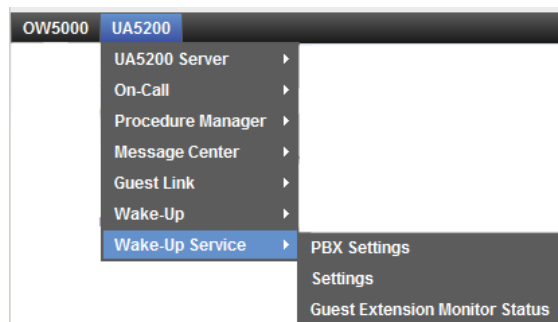 OW5000 UA5200
UA5200 Server
On-Call
Procedure Manager
Message Center
Guest Link
Wake-Up
Wake-Up Service
PBX Settings
Settings
Guest Extension Monitor Status